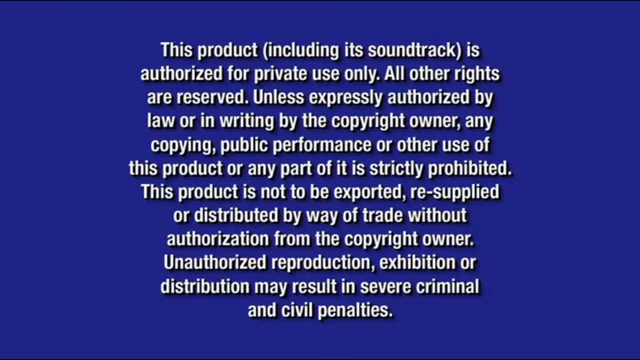 This product (including its soundtrack) is
authorized for private use only. All other rights
are reserved. Unless expressly authorized by
law or in writing by the copyright owner, any
copying, public performance or other use of
this product or any part of it is strictly prohibited.
This product is not to be exported, re-supplied
or distributed by way of trade without
authorization from the copyright owner.
Unauthorized reproduction, exhibition or
distribution may result in severe criminal
and civil penalties.